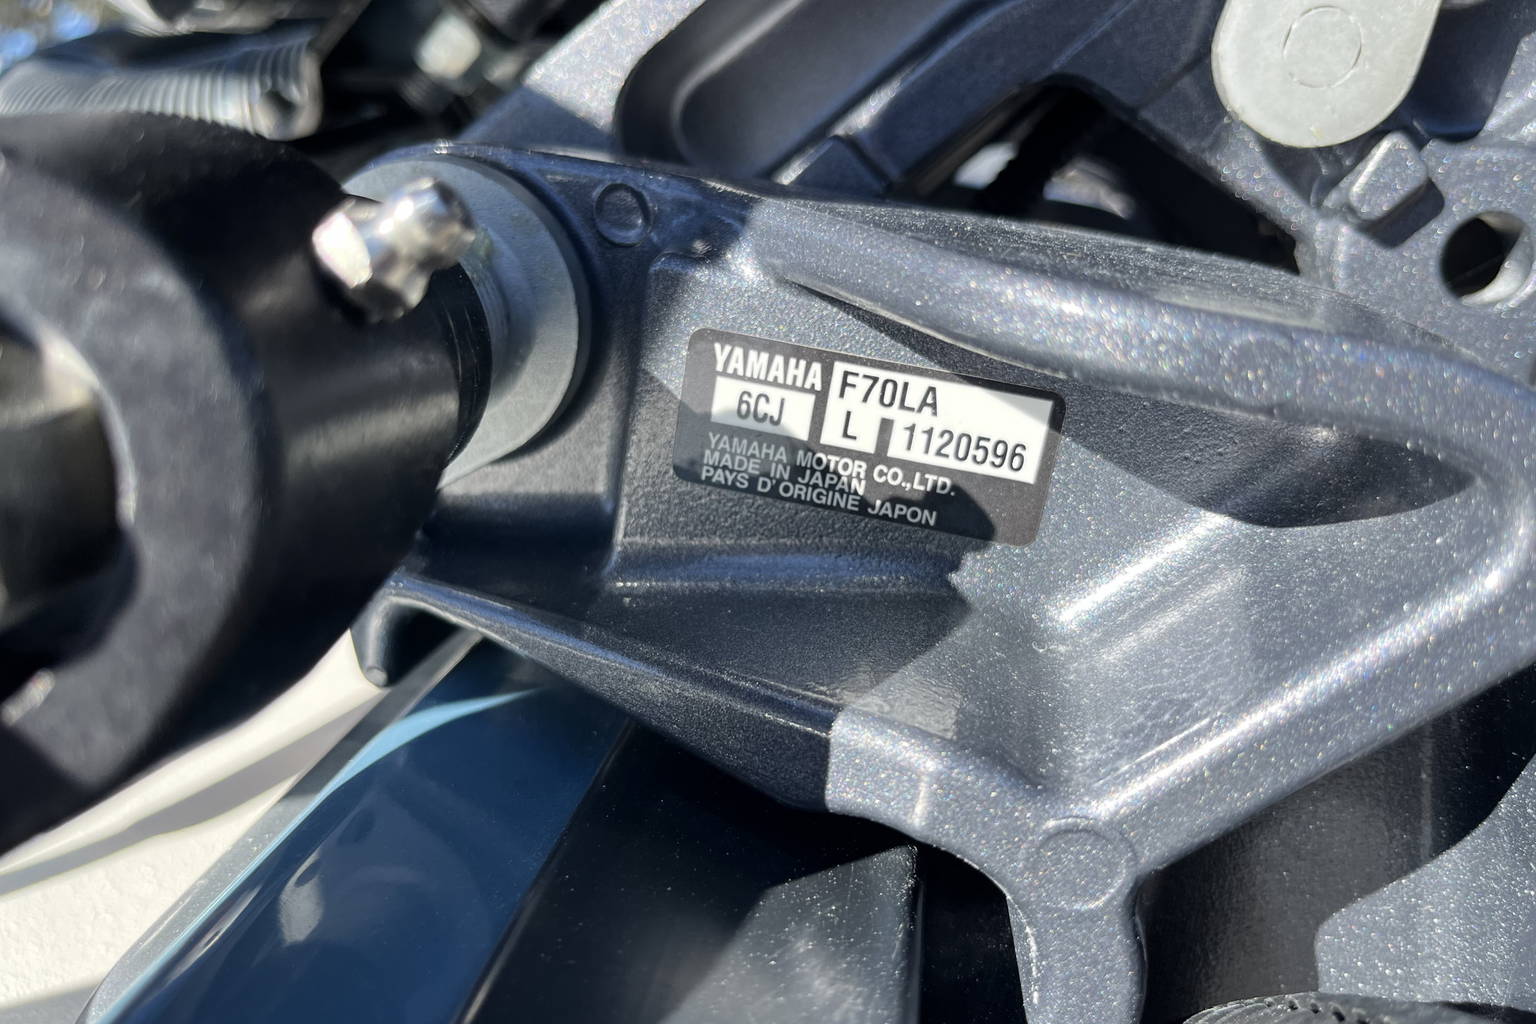 YAMAHA F70LA
6CJ L 1120596
YAMAHA MOTOR CO.,LTD.
MADE IN JAPAN
PAYS D'ORIGINE JAPON